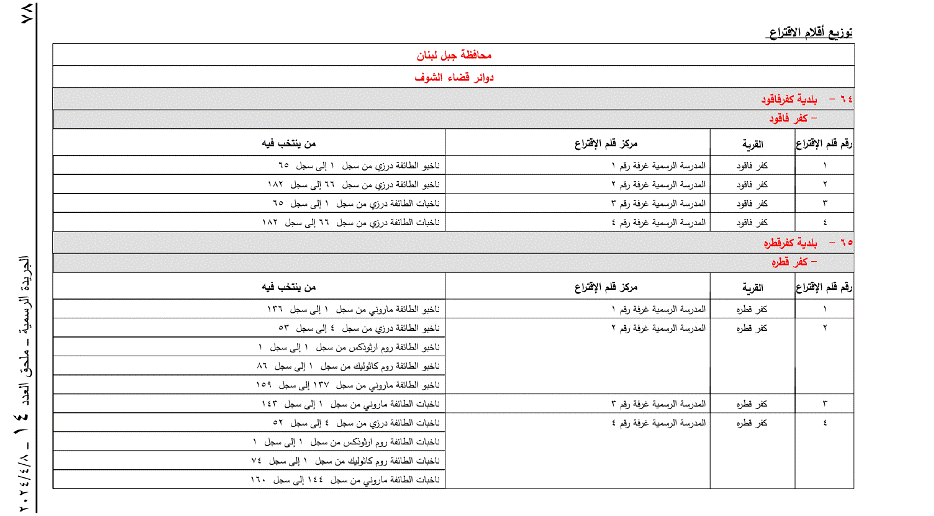 توزيع أقلام الاقتراع
محافظة جبل لبنان
دوائر قضاء الشوف
٦٤ - بلدية كفرفاقود
- كفر فاقود
رقم قلم الإقتراع القرية مركز قلم الإقتراع من ينتخب فيه
١ كفر فاقود المدرسة الرسمية غرفة رقم ١ ناخبو الطائفة درزي من سجل ١ إلى سجل ٦٥
٢ كفر فاقود المدرسة الرسمية غرفة رقم ٢ ناخبو الطائفة درزي من سجل ٦٦ إلى سجل ١٨٢
٣ كفر فاقود المدرسة الرسمية غرفة رقم ٣ ناخبات الطائفة درزي من سجل ١ إلى سجل ٦٥
٤ كفر فاقود المدرسة الرسمية غرفة رقم ٤ ناخبات الطائفة درزي من سجل ٦٦ إلى سجل ١٨٢
٦٥ - بلدية كفرقطره
- كفر قطره
رقم قلم الإقتراع القرية مركز قلم الإقتراع من ينتخب فيه
١ كفر قطره المدرسة الرسمية غرفة رقم ١ ناخبو الطائفة ماروني من سجل ١ إلى سجل ١٣٦
٢ كفر قطره المدرسة الرسمية غرفة رقم ٢ ناخبو الطائفة درزي من سجل ٤ إلى سجل ٥٣
ناخبو الطائفة روم ارثوذكس من سجل ١ إلى سجل ١
ناخبو الطائفة روم كاثوليك من سجل ١ إلى سجل ٨٦
ناخبو الطائفة ماروني من سجل ١٣٧ إلى سجل ١٥٩
٣ كفر قطره المدرسة الرسمية غرفة رقم ٣ ناخبات الطائفة ماروني من سجل ١ إلى سجل ١٤٣
٤ كفر قطره المدرسة الرسمية غرفة رقم ٤ ناخبات الطائفة درزي من سجل ٤ إلى سجل ٥٢
ناخبات الطائفة روم ارثوذكس من سجل ١ إلى سجل ١
ناخبات الطائفة روم كاثوليك من سجل ١ إلى سجل ٧٤
ناخبات الطائفة ماروني من سجل ١٤٤ إلى سجل ١٦٠
٧٨
الجريدة الرسمية – ملحق العدد ١٤ – ٢٠٢٤/٤/٨